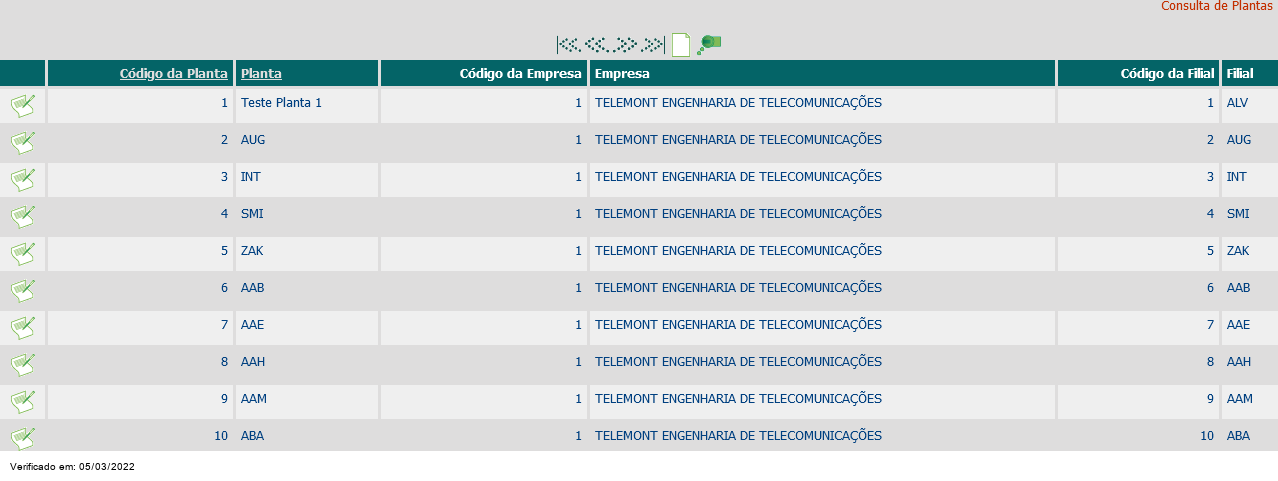 Consulta de Plantas
Código da Planta Planta Código da Empresa Empresa Código da Filial Filial
1 Teste Planta 1 1 TELEMONT ENGENHARIA DE TELECOMUNICAÇÕES 1 ALV
2 AUG 1 TELEMONT ENGENHARIA DE TELECOMUNICAÇÕES 2 AUG
3 INT 1 TELEMONT ENGENHARIA DE TELECOMUNICAÇÕES 3 INT
4 SMI 1 TELEMONT ENGENHARIA DE TELECOMUNICAÇÕES 4 SMI
5 ZAK 1 TELEMONT ENGENHARIA DE TELECOMUNICAÇÕES 5 ZAK
6 AAB 1 TELEMONT ENGENHARIA DE TELECOMUNICAÇÕES 6 AAB
7 AAE 1 TELEMONT ENGENHARIA DE TELECOMUNICAÇÕES 7 AAE
8 AAH 1 TELEMONT ENGENHARIA DE TELECOMUNICAÇÕES 8 AAH
9 AAM 1 TELEMONT ENGENHARIA DE TELECOMUNICAÇÕES 9 AAM
10 ABA 1 TELEMONT ENGENHARIA DE TELECOMUNICAÇÕES 10 ABA
Verificado em: 05/03/2022